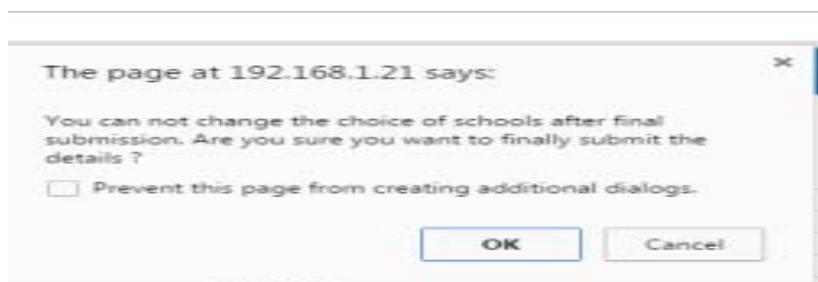 The page at 192.168.1.21 says:
You can not change the choice of schools after final
submission. Are you sure you want to finally submit the
details ?
Prevent this page from creating additional dialogs.
OK Cancel